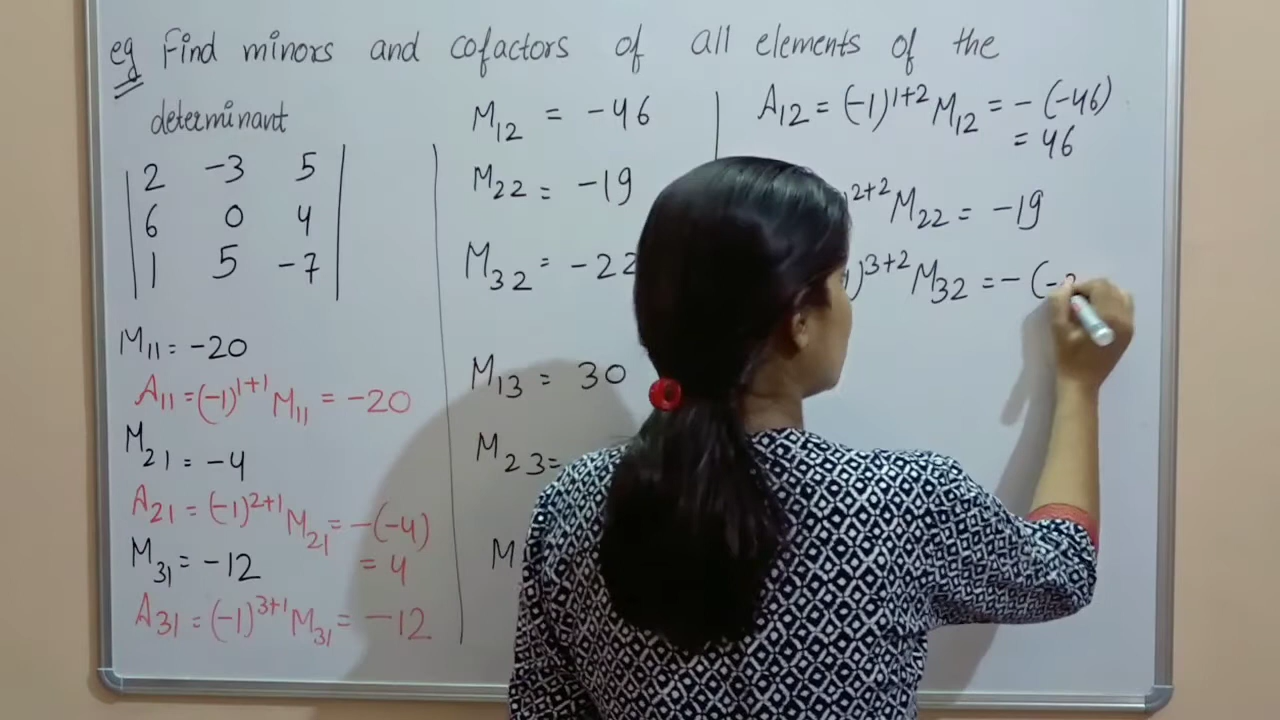 eg Find minors and cofactors of all elements of the
determinant
2 -3 5
6 0 4
1 5 -7
M11 = -20
A11 = (-1)^1+1 M11 = -20
M21 = -4
A21 = (-1)^2+1 M21 = -(-4)
= 4
M31 = -12
A31 = (-1)^3+1 M31 = -12
M12 = -46
M22 = -19
M32 = -22
M13 = 30
M23 =
M
A12 = (-1)^1+2 M12 = -(-46)
= 46
)^2+2 M22 = -19
)^3+2 M32 = -(-2